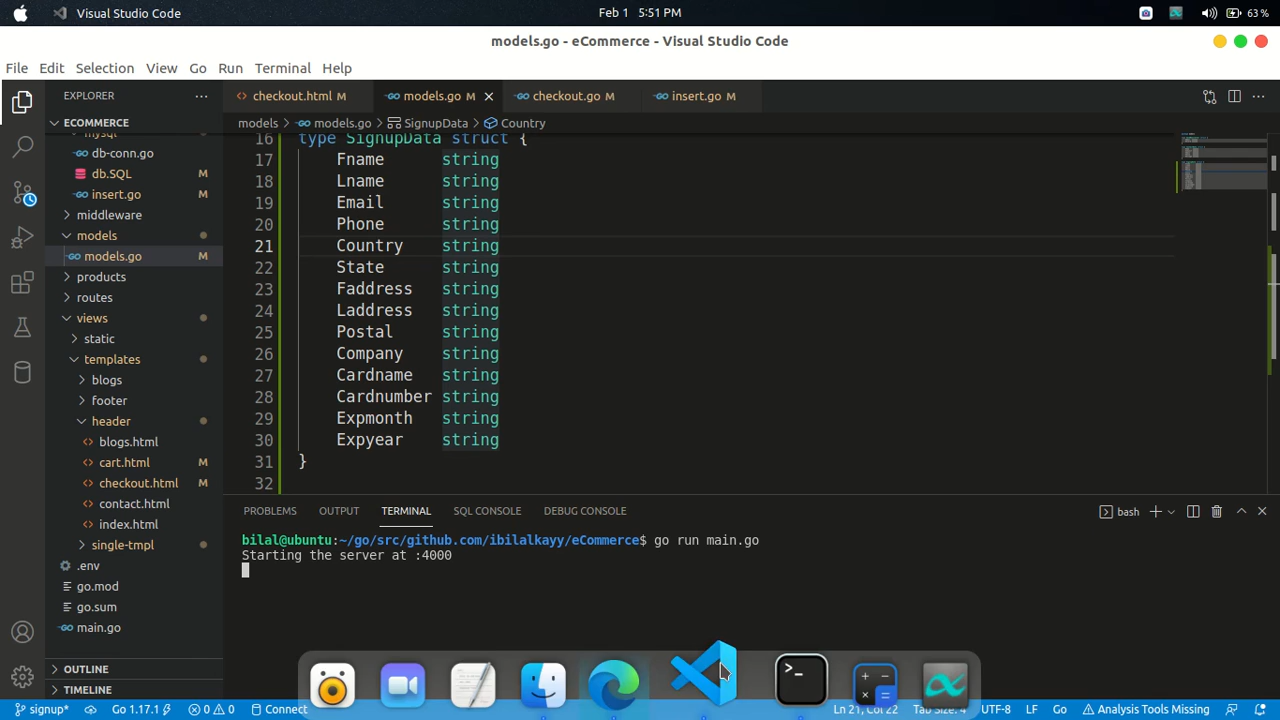 Visual Studio Code
Feb 1 5:51 PM
63 %
models.go - eCommerce - Visual Studio Code
File Edit Selection View Go Run Terminal Help
EXPLORER
checkout.html M
models.go M
checkout.go M
insert.go M
ECOMMERCE
models > models.go > SignupData > Country
mysql
db-conn.go
db.SQL M
insert.go M
middleware
models
models.go M
products
routes
views
static
templates
blogs
footer
header
blogs.html
cart.html M
checkout.html M
contact.html
index.html
single-tmpl
.env
go.mod
go.sum
main.go
OUTLINE
TIMELINE
16 type SignupData struct {
17 Fname string
18 Lname string
19 Email string
20 Phone string
21 Country string
22 State string
23 Faddress string
24 Laddress string
25 Postal string
26 Company string
27 Cardname string
28 Cardnumber string
29 Expmonth string
30 Expyear string
31 }
32
PROBLEMS OUTPUT TERMINAL SQL CONSOLE DEBUG CONSOLE
bash
bilal@ubuntu:~/go/src/github.com/ibilalkayy/eCommerce$ go run main.go
Starting the server at :4000
signup* Go 1.17.1 0 0 Connect
Ln 21, Col 22 Tab Size: 4 UTF-8 LF Go Analysis Tools Missing